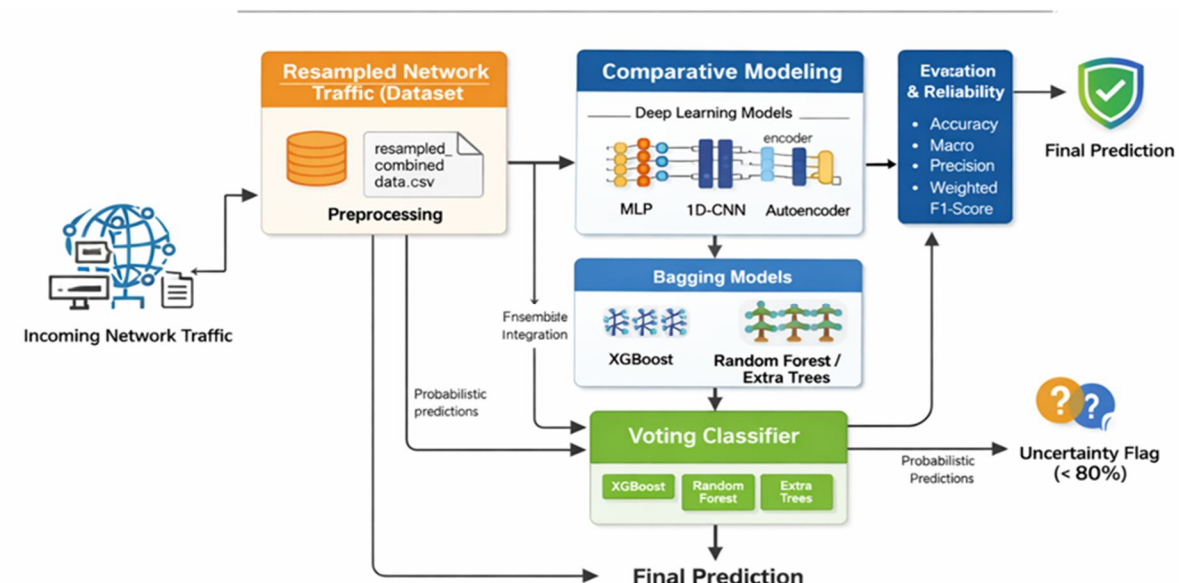 Resampled Network
Traffic (Dataset
resampled_
combined
data.csv
Preprocessing
Incoming Network Traffic
Comparative Modeling
Deep Learning Models
encoder
MLP
1D-CNN
Autoencoder
Evaɛation
& Reliability
• Accuracy
• Macro
• Precision
• Weighted
F1-Score
Final Prediction
Bagging Models
XGBoost
Random Forest /
Extra Trees
Fnsembite
Integration
Probabilistic
predictions
Voting Classifier
XGBoost
Random
Forest
Extra
Trees
Probabilistic
Predictions
? ?
Uncertainty Flag
(< 80%)
Final Prediction